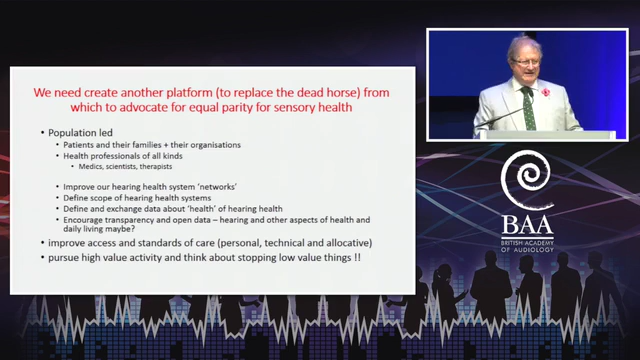 We need create another platform (to replace the dead horse) from
which to advocate for equal parity for sensory health
• Population led
• Patients and their families + their organisations
• Health professionals of all kinds
• Medics, scientists, therapists
• Improve our hearing health system ‘networks’
• Define scope of hearing health systems
• Define and exchange data about ‘health’ of hearing health
• Encourage transparency and open data – hearing and other aspects of health and
daily living maybe?
• improve access and standards of care (personal, technical and allocative)
• pursue high value activity and think about stopping low value things !!
BAA
BRITISH ACADEMY
OF AUDIOLOGY